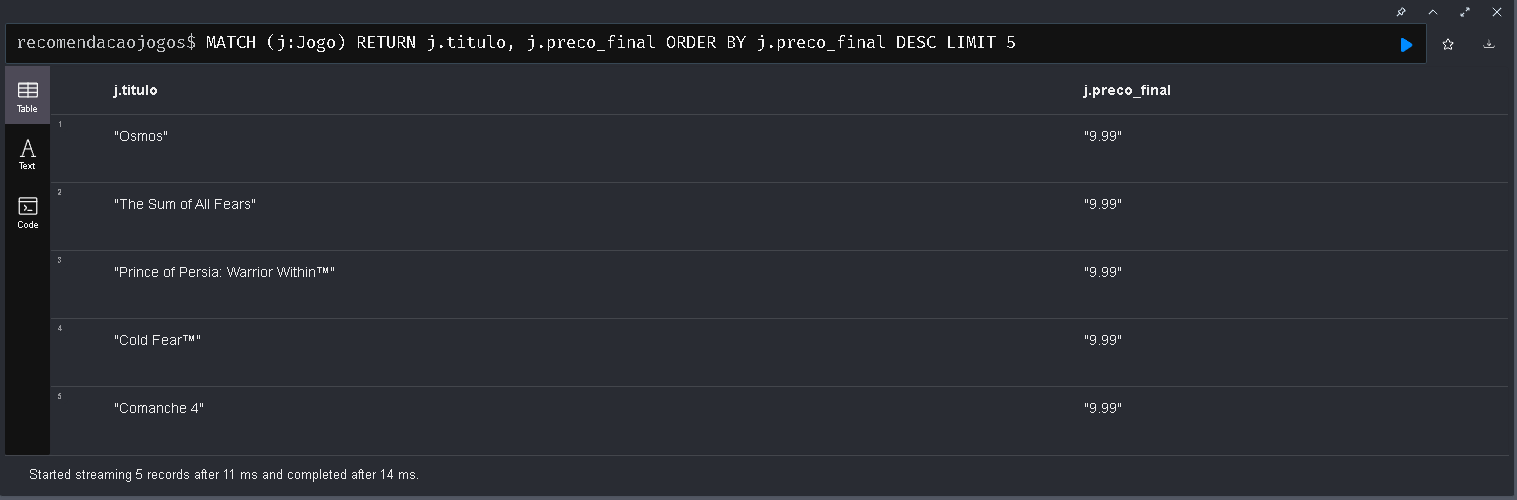 recomendacaojogos$ MATCH (j:Jogo) RETURN j.titulo, j.preco_final ORDER BY j.preco_final DESC LIMIT 5
Table
Text
Code
j.titulo j.preco_final
1 "Osmos" "9.99"
2 "The Sum of All Fears" "9.99"
3 "Prince of Persia: Warrior Within™" "9.99"
4 "Cold Fear™" "9.99"
5 "Comanche 4" "9.99"
Started streaming 5 records after 11 ms and completed after 14 ms.